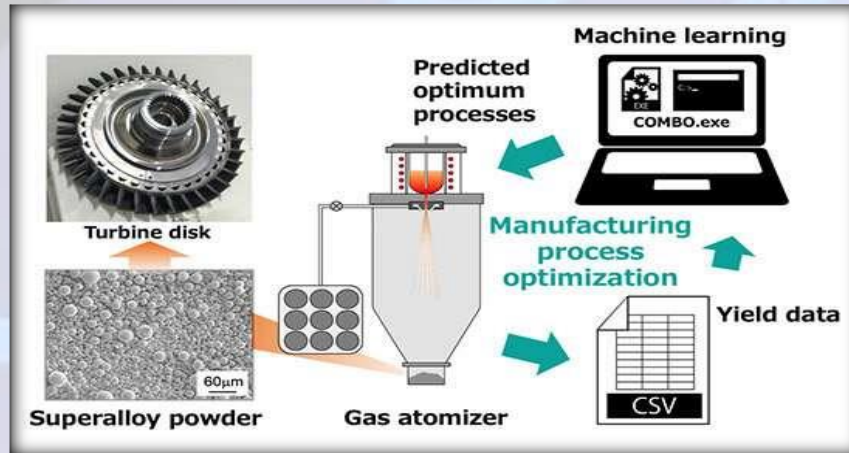 Machine learning
Predicted
optimum
processes
EXE
C:\_
COMBO.exe
Turbine disk
Manufacturing
process
optimization
Yield data
60μm
CSV
Superalloy powder
Gas atomizer